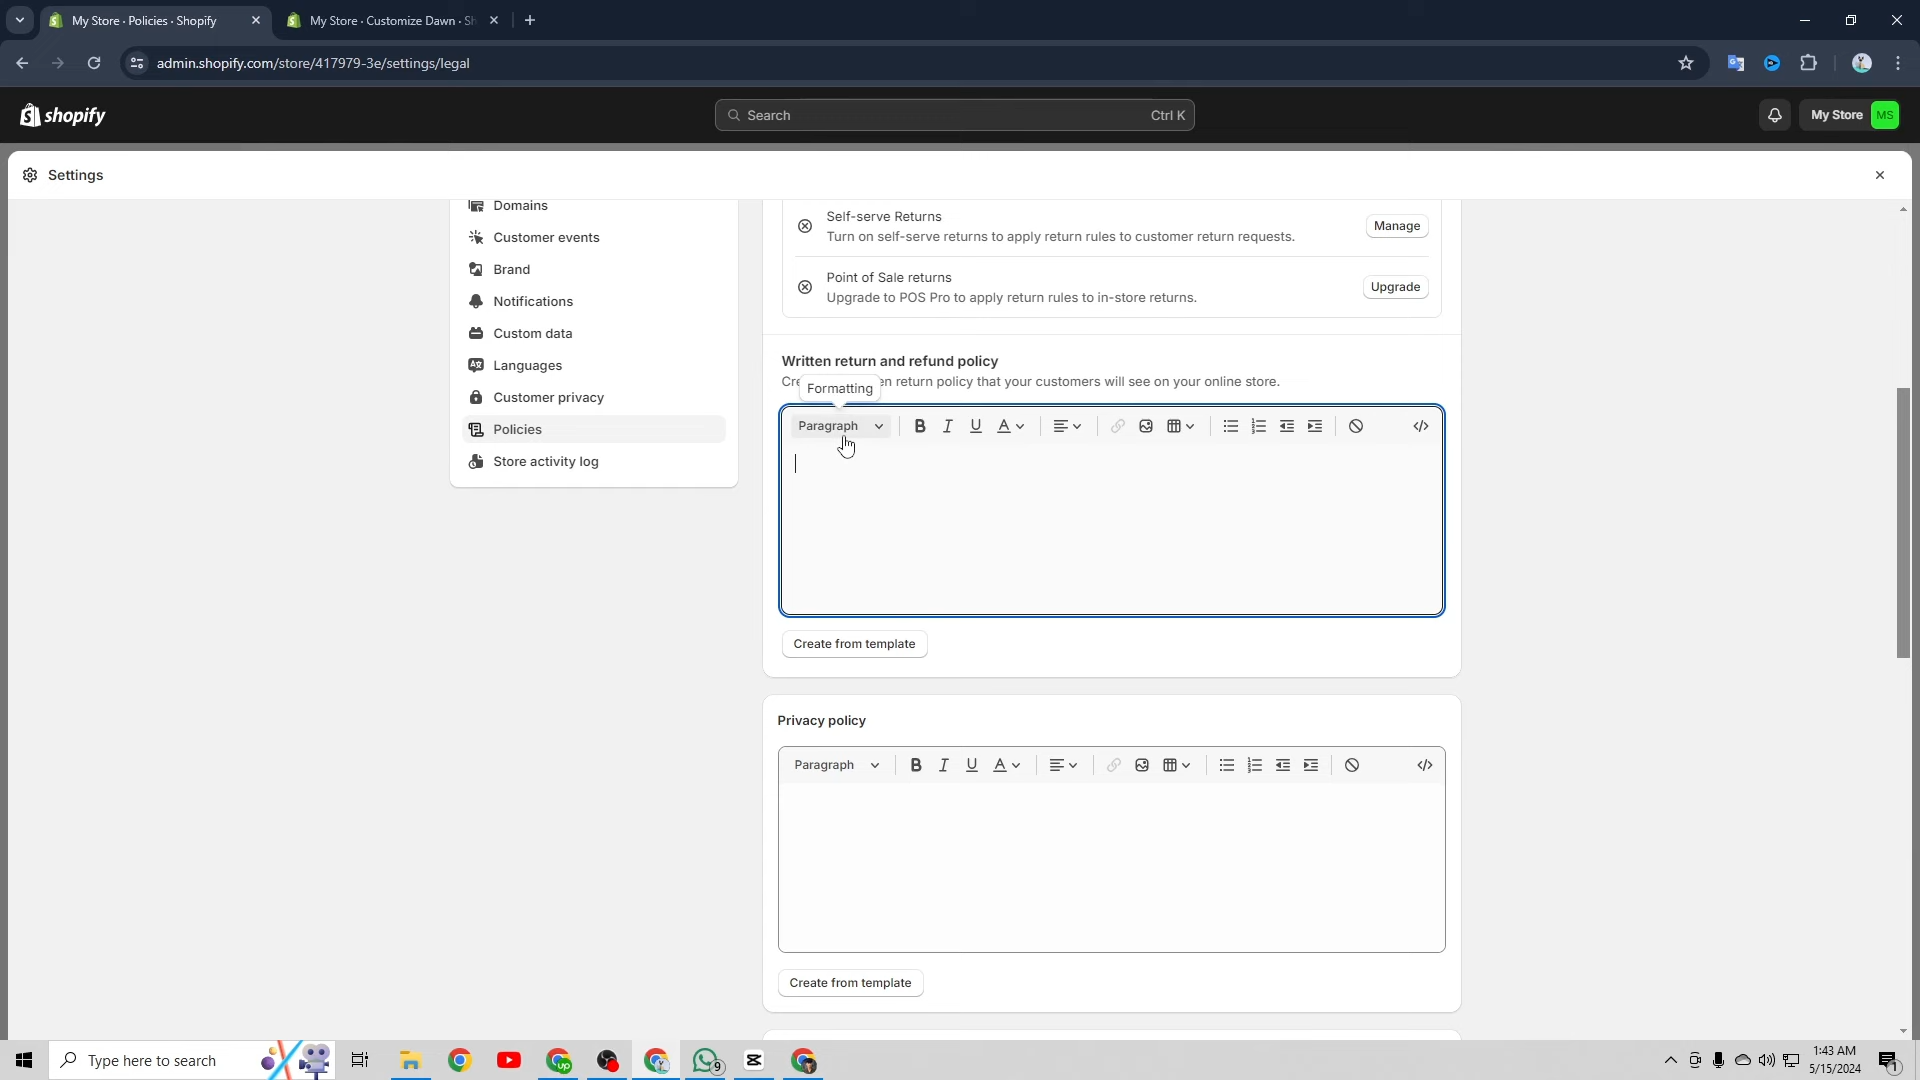 My Store · Policies · Shopify
My Store · Customize Dawn · Sh
admin.shopify.com/store/417979-3e/settings/legal
shopify
Search
Ctrl K
My Store
MS
Settings
Domains
Customer events
Brand
Notifications
Custom data
Languages
Customer privacy
Policies
Store activity log
Self-serve Returns
Turn on self-serve returns to apply return rules to customer return requests.
Manage
Point of Sale returns
Upgrade to POS Pro to apply return rules to in-store returns.
Upgrade
Written return and refund policy
Cre en return policy that your customers will see on your online store.
Formatting
Paragraph
B I U A
</>
Create from template
Privacy policy
Paragraph
B I U A
</>
Create from template
Type here to search
up
9
1:43 AM
5/15/2024
1